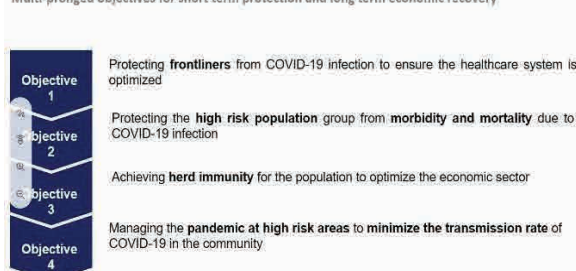 Multi-pronged objectives for short term protection and long term economic recovery
Objective
1
Protecting frontliners from COVID-19 infection to ensure the healthcare system is
optimized
bjective
2
Protecting the high risk population group from morbidity and mortality due to
COVID-19 infection
bjective
3
Achieving herd immunity for the population to optimize the economic sector
Objective
4
Managing the pandemic at high risk areas to minimize the transmission rate of
COVID-19 in the community